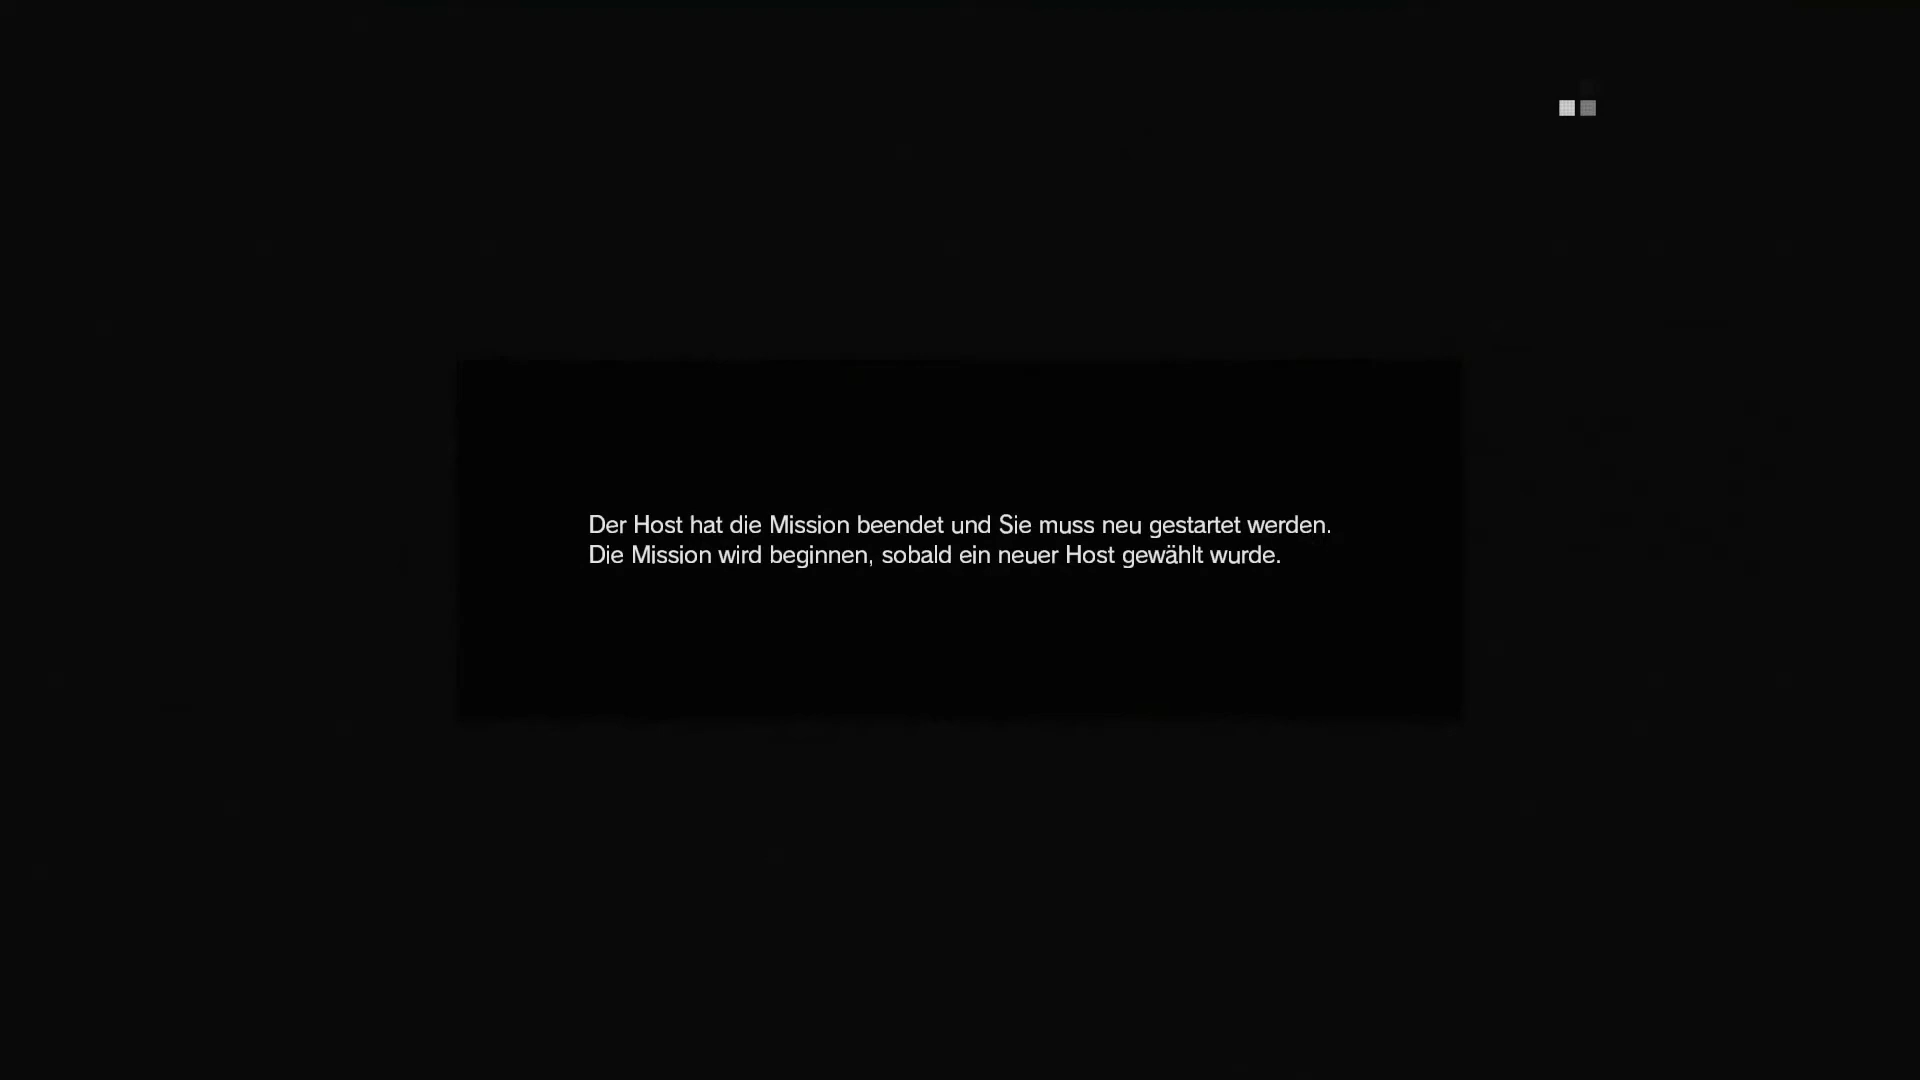 Der Host hat die Mission beendet und Sie muss neu gestartet werden.
Die Mission wird beginnen, sobald ein neuer Host gewählt wurde.